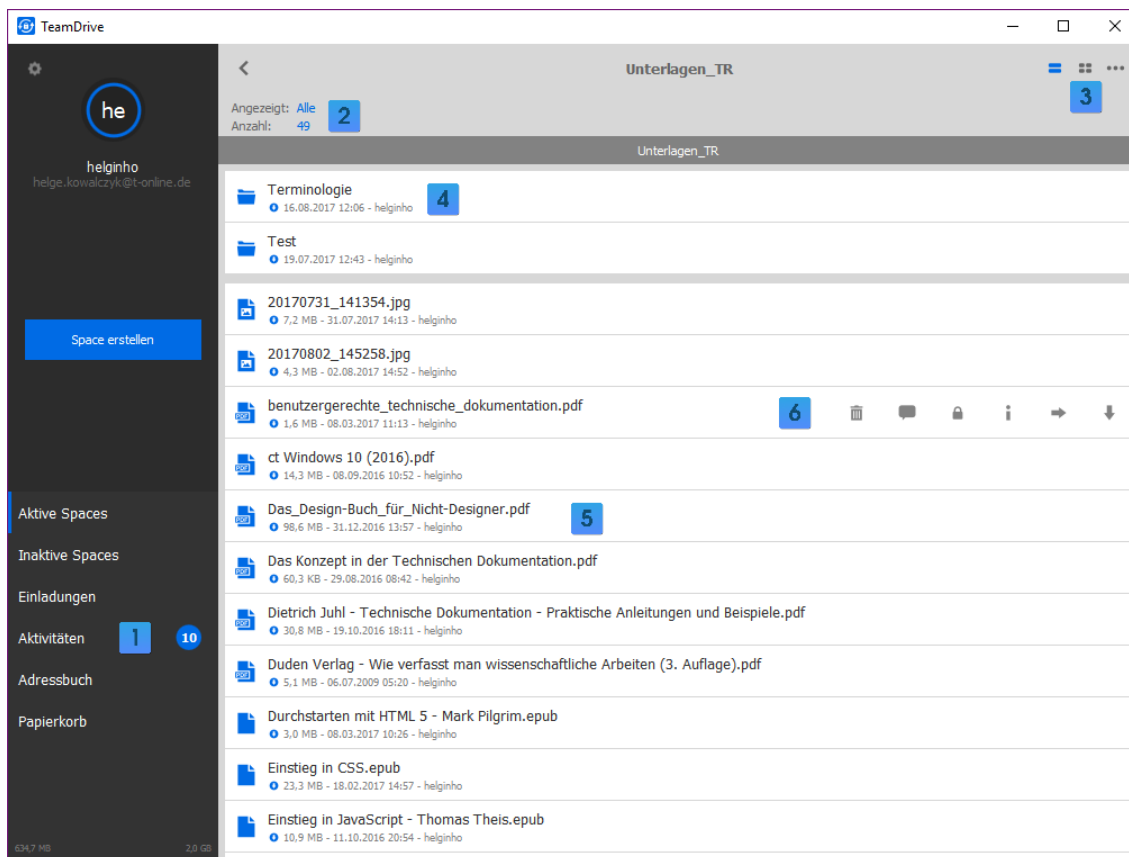 TeamDrive
he
helginho
helge.kowalczyk@t-online.de
Space erstellen
Aktive Spaces
Inaktive Spaces
Einladungen
Aktivitäten 1 10
Adressbuch
Papierkorb
634,7 MB 2,0 GB
Unterlagen_TR
3
Angezeigt: Alle
Anzahl: 49
2
Unterlagen_TR
Terminologie
16.08.2017 12:06 - helginho
4
Test
19.07.2017 12:43 - helginho
20170731_141354.jpg
7,2 MB - 31.07.2017 14:13 - helginho
20170802_145258.jpg
4,3 MB - 02.08.2017 14:52 - helginho
benutzergerechte_technische_dokumentation.pdf
PDF 1,6 MB - 08.03.2017 11:13 - helginho
6
ct Windows 10 (2016).pdf
PDF 14,3 MB - 08.09.2016 10:52 - helginho
Das_Design-Buch_für_Nicht-Designer.pdf
PDF 98,6 MB - 31.12.2016 13:57 - helginho
5
Das Konzept in der Technischen Dokumentation.pdf
PDF 60,3 KB - 29.08.2016 08:42 - helginho
Dietrich Juhl - Technische Dokumentation - Praktische Anleitungen und Beispiele.pdf
PDF 30,8 MB - 19.10.2016 18:11 - helginho
Duden Verlag - Wie verfasst man wissenschaftliche Arbeiten (3. Auflage).pdf
PDF 5,1 MB - 06.07.2009 05:20 - helginho
Durchstarten mit HTML 5 - Mark Pilgrim.epub
3,0 MB - 08.03.2017 10:26 - helginho
Einstieg in CSS.epub
23,3 MB - 18.02.2017 14:57 - helginho
Einstieg in JavaScript - Thomas Theis.epub
10,9 MB - 11.10.2016 20:54 - helginho